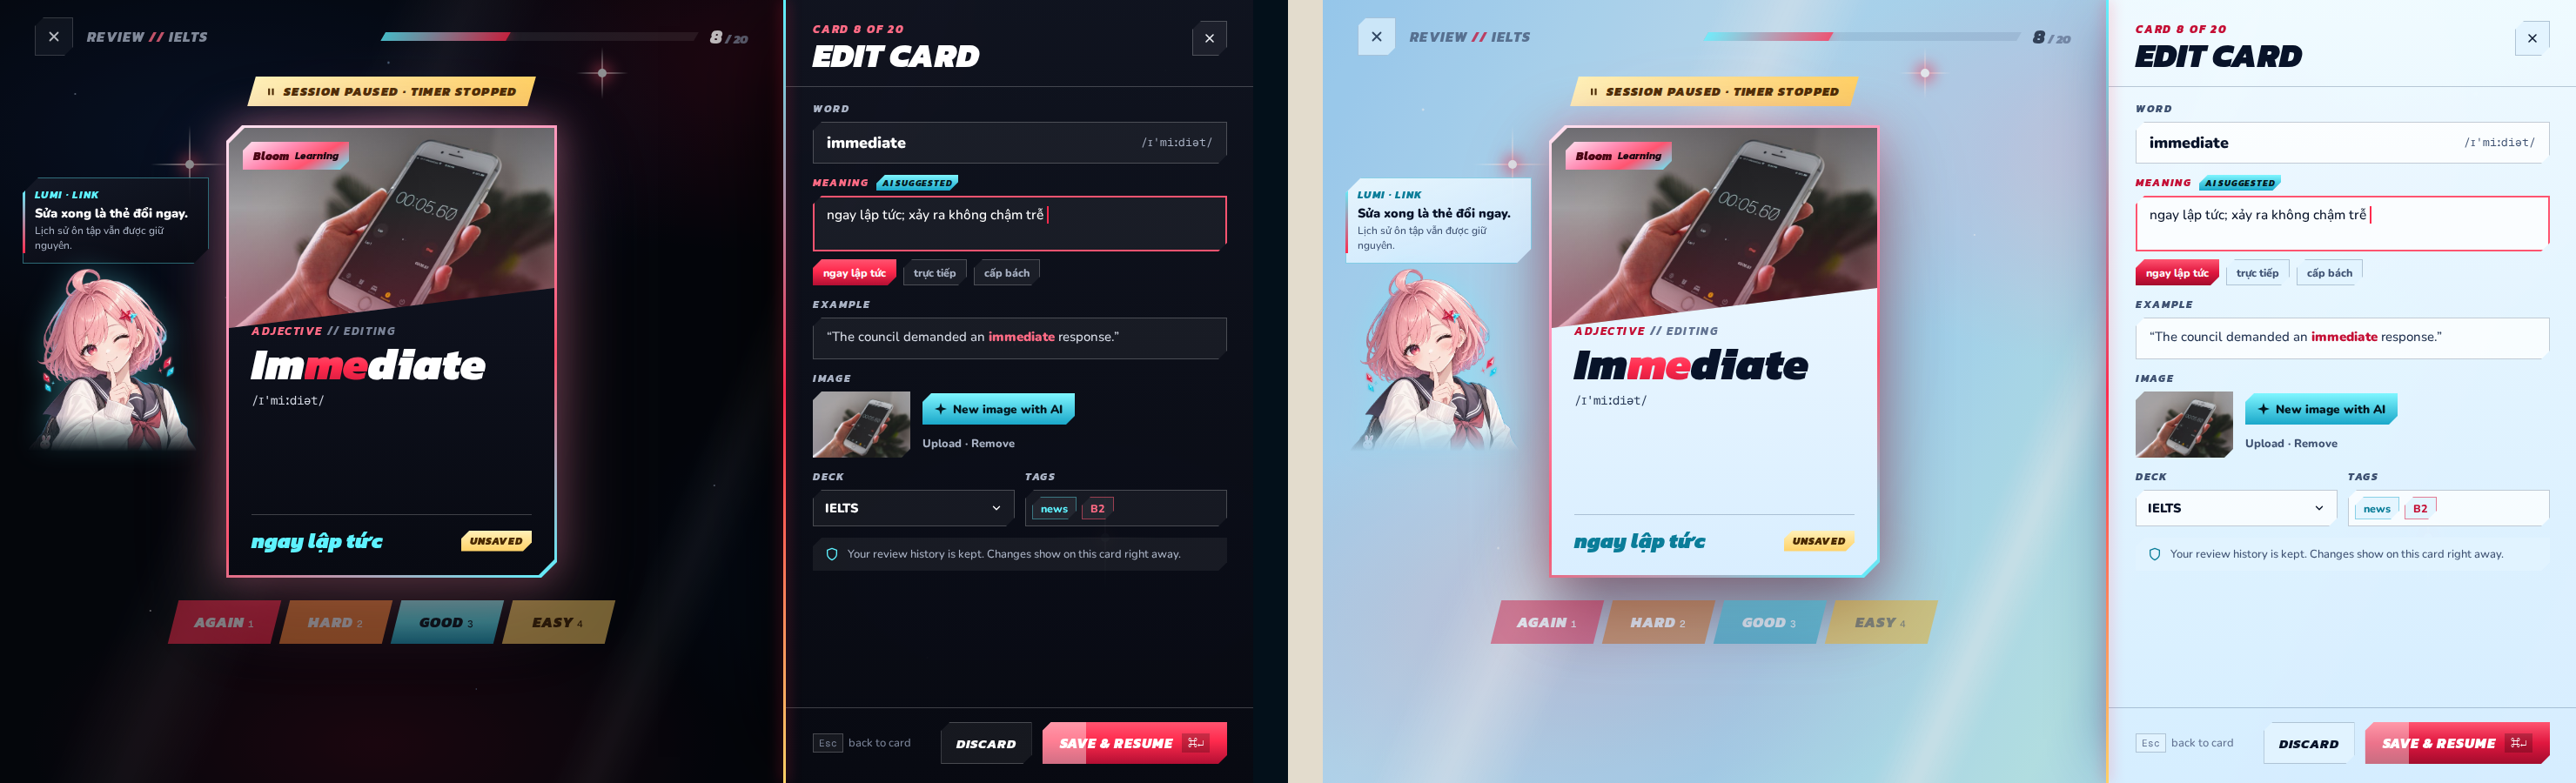 REVIEW // IELTS
8 / 20
SESSION PAUSED · TIMER STOPPED
LUMI · LINK
Sửa xong là thẻ đổi ngay.
Lịch sử ôn tập vẫn được giữ
nguyên.
Bloom Learning
00:05.60
ADJECTIVE // EDITING
Immediate
/ɪˈmiːdiət/
ngay lập tức
UNSAVED
AGAIN 1
HARD 2
GOOD 3
EASY 4
CARD 8 OF 20
EDIT CARD
WORD
immediate /ɪˈmiːdiət/
MEANING AI SUGGESTED
ngay lập tức; xảy ra không chậm trễ
ngay lập tức
trực tiếp
cấp bách
EXAMPLE
“The council demanded an immediate response.”
IMAGE
New image with AI
Upload · Remove
DECK
TAGS
IELTS
news
B2
Your review history is kept. Changes show on this card right away.
Esc back to card
DISCARD
SAVE & RESUME ⌘↵
REVIEW // IELTS
8 / 20
SESSION PAUSED · TIMER STOPPED
LUMI · LINK
Sửa xong là thẻ đổi ngay.
Lịch sử ôn tập vẫn được giữ
nguyên.
Bloom Learning
00:05.60
ADJECTIVE // EDITING
Immediate
/ɪˈmiːdiət/
ngay lập tức
UNSAVED
AGAIN 1
HARD 2
GOOD 3
EASY 4
CARD 8 OF 20
EDIT CARD
WORD
immediate /ɪˈmiːdiət/
MEANING AI SUGGESTED
ngay lập tức; xảy ra không chậm trễ
ngay lập tức
trực tiếp
cấp bách
EXAMPLE
“The council demanded an immediate response.”
IMAGE
New image with AI
Upload · Remove
DECK
TAGS
IELTS
news
B2
Your review history is kept. Changes show on this card right away.
Esc back to card
DISCARD
SAVE & RESUME ⌘↵